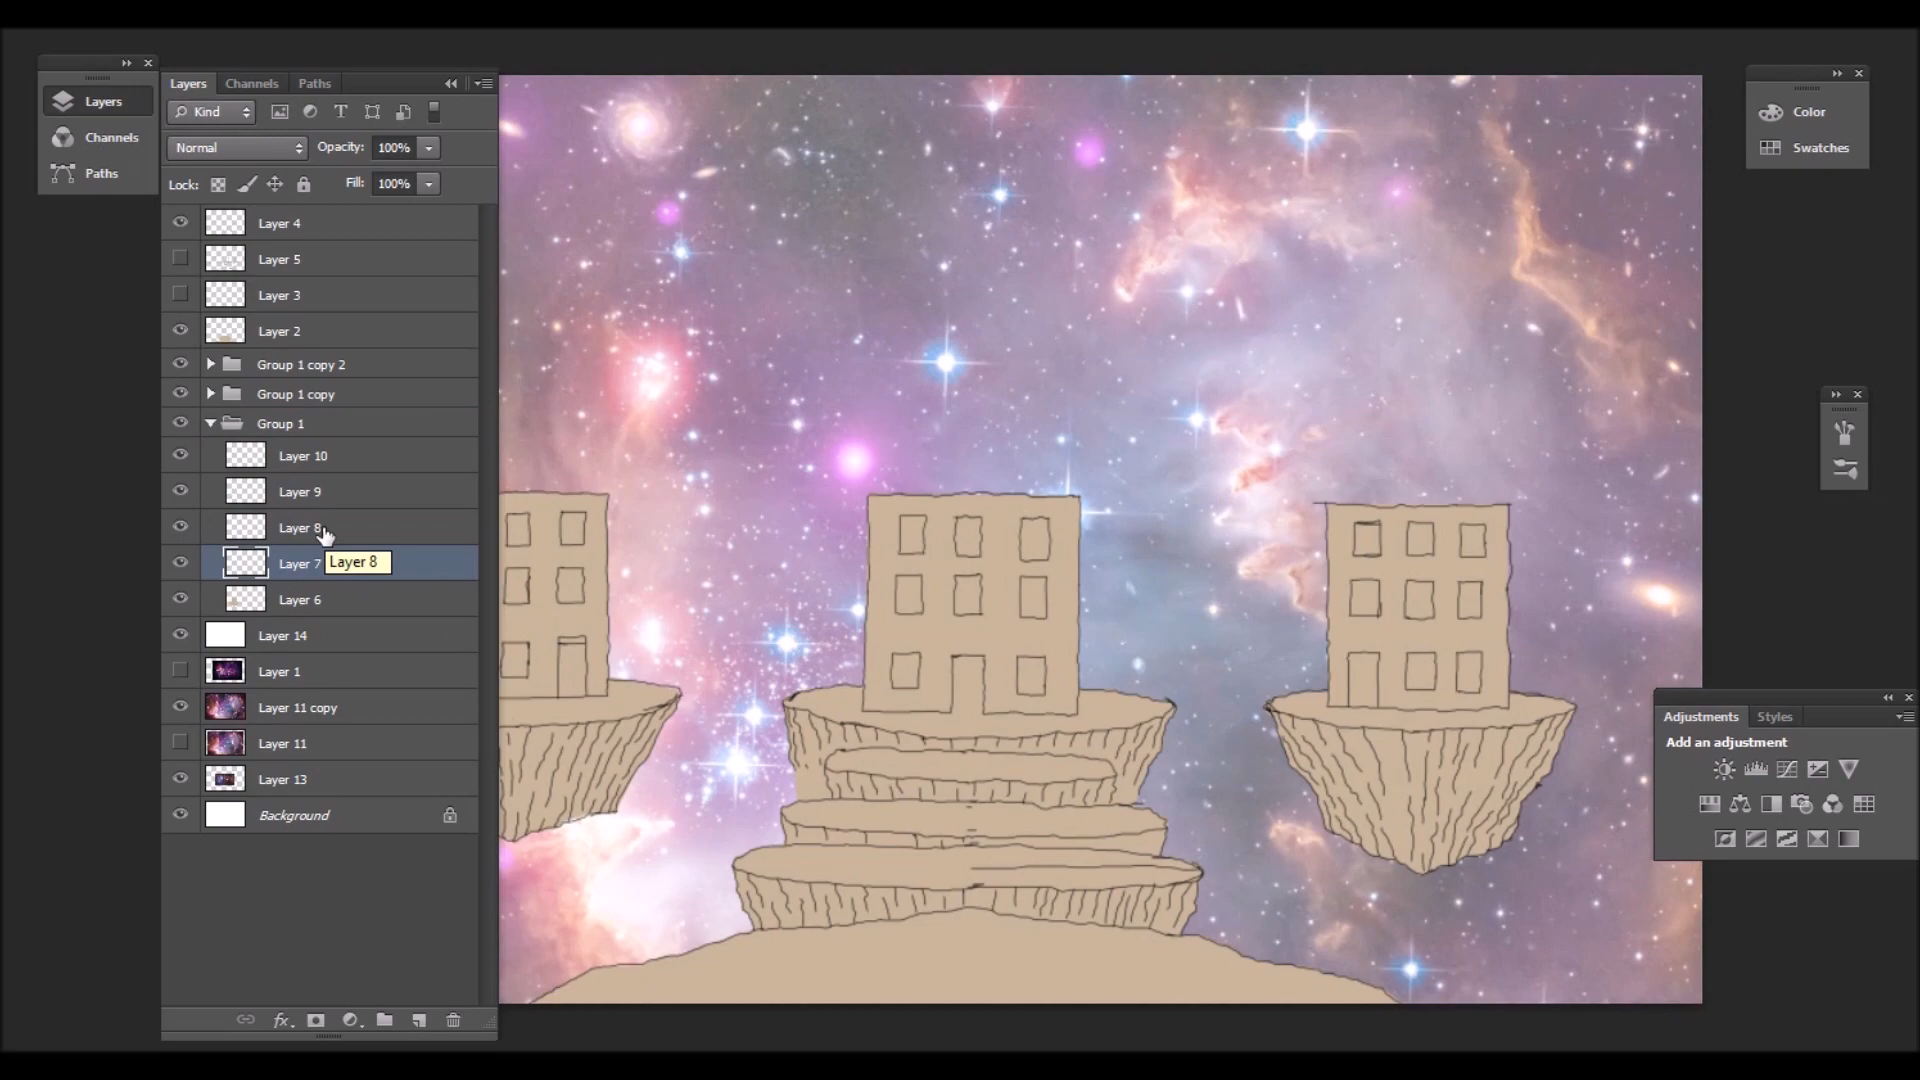 Layers
Channels
Paths
Layers Channels Paths
Kind
Normal Opacity: 100%
Lock: Fill: 100%
Layer 4
Layer 5
Layer 3
Layer 2
Group 1 copy 2
Group 1 copy
Group 1
Layer 10
Layer 9
Layer 8
Layer 7
Layer 8
Layer 6
Layer 14
Layer 1
Layer 11 copy
Layer 11
Layer 13
Background
fx
Color
Swatches
Adjustments Styles
Add an adjustment